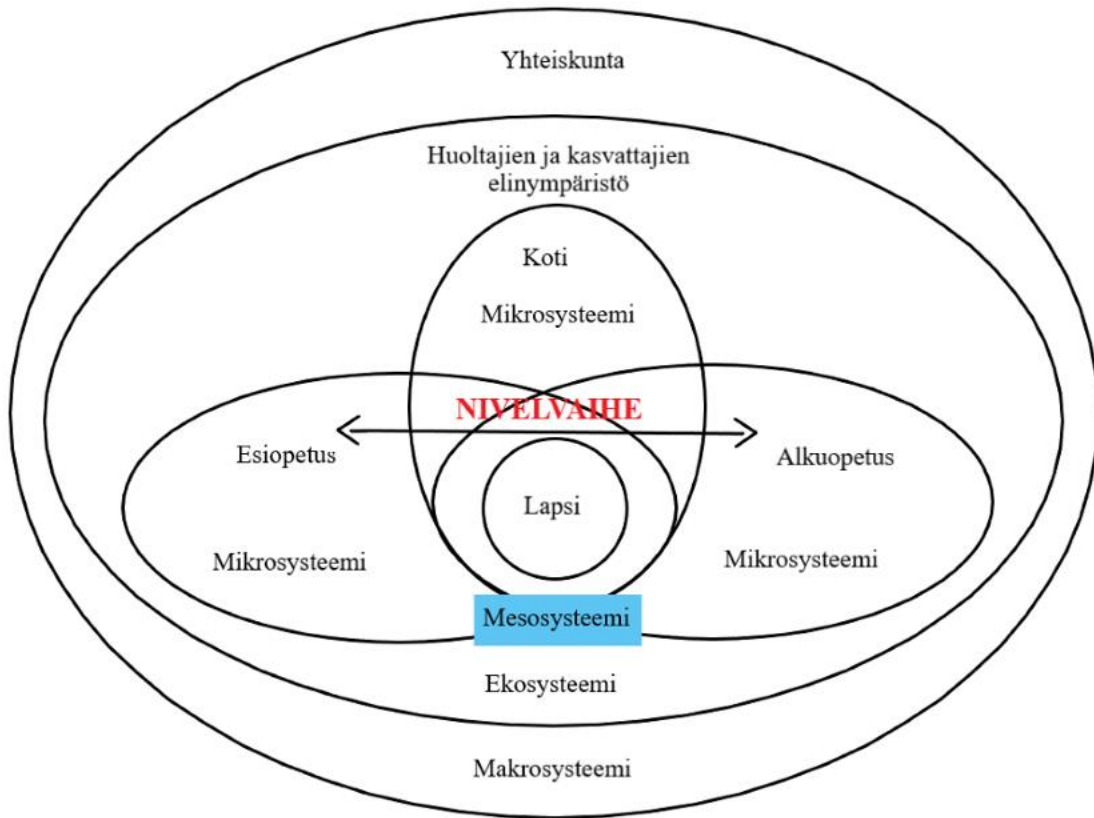 Yhteiskunta
Huoltajien ja kasvattajien
elinympäristö
Koti
Mikrosysteemi
NIVELVAIHE
Esiopetus
Alkuopetus
Lapsi
Mikrosysteemi
Mikrosysteemi
Mesosysteemi
Ekosysteemi
Makrosysteemi